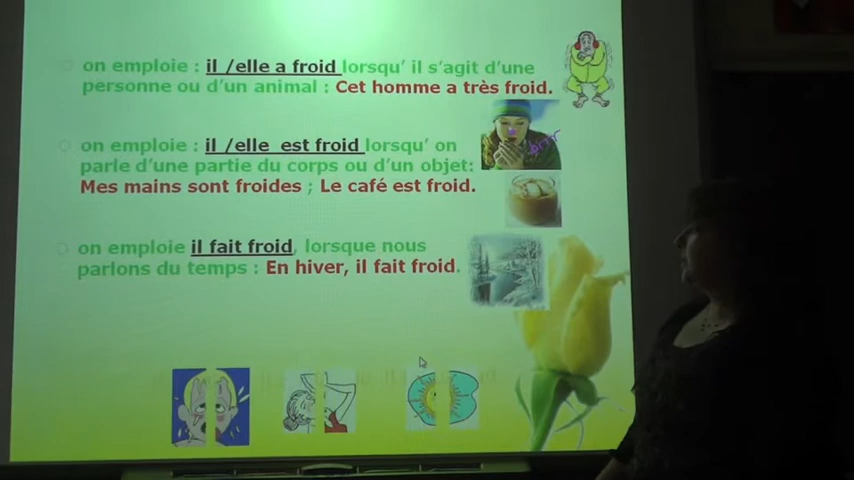 on emploie : il /elle a froid lorsqu' il s'agit d'une
personne ou d'un animal : Cet homme a très froid.
on emploie : il /elle est froid lorsqu' on
parle d'une partie du corps ou d'un objet:
Mes mains sont froides ; Le café est froid.
brrr
on emploie il fait froid, lorsque nous
parlons du temps : En hiver, il fait froid.